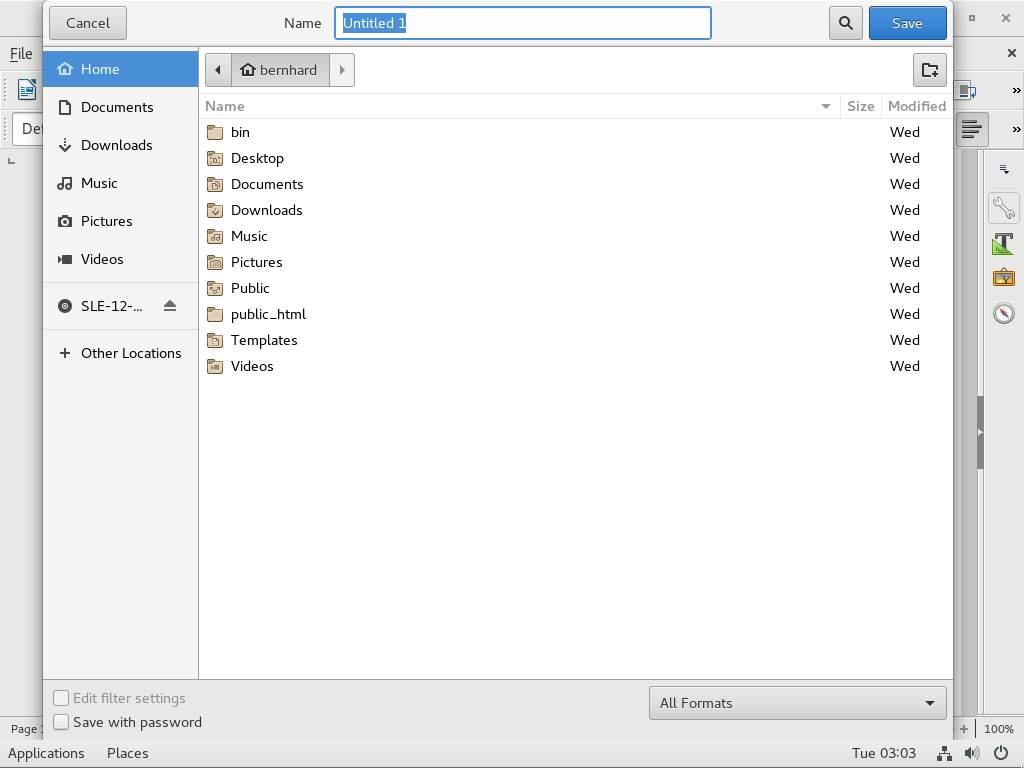 Cancel
Name
Untitled 1
Save
File
Home
bernhard
Documents
Downloads
Music
Pictures
Videos
SLE-12-...
Other Locations
Name Size Modified
bin Wed
Desktop Wed
Documents Wed
Downloads Wed
Music Wed
Pictures Wed
Public Wed
public_html Wed
Templates Wed
Videos Wed
Edit filter settings
Save with password
All Formats
Page
100%
Applications Places Tue 03:03